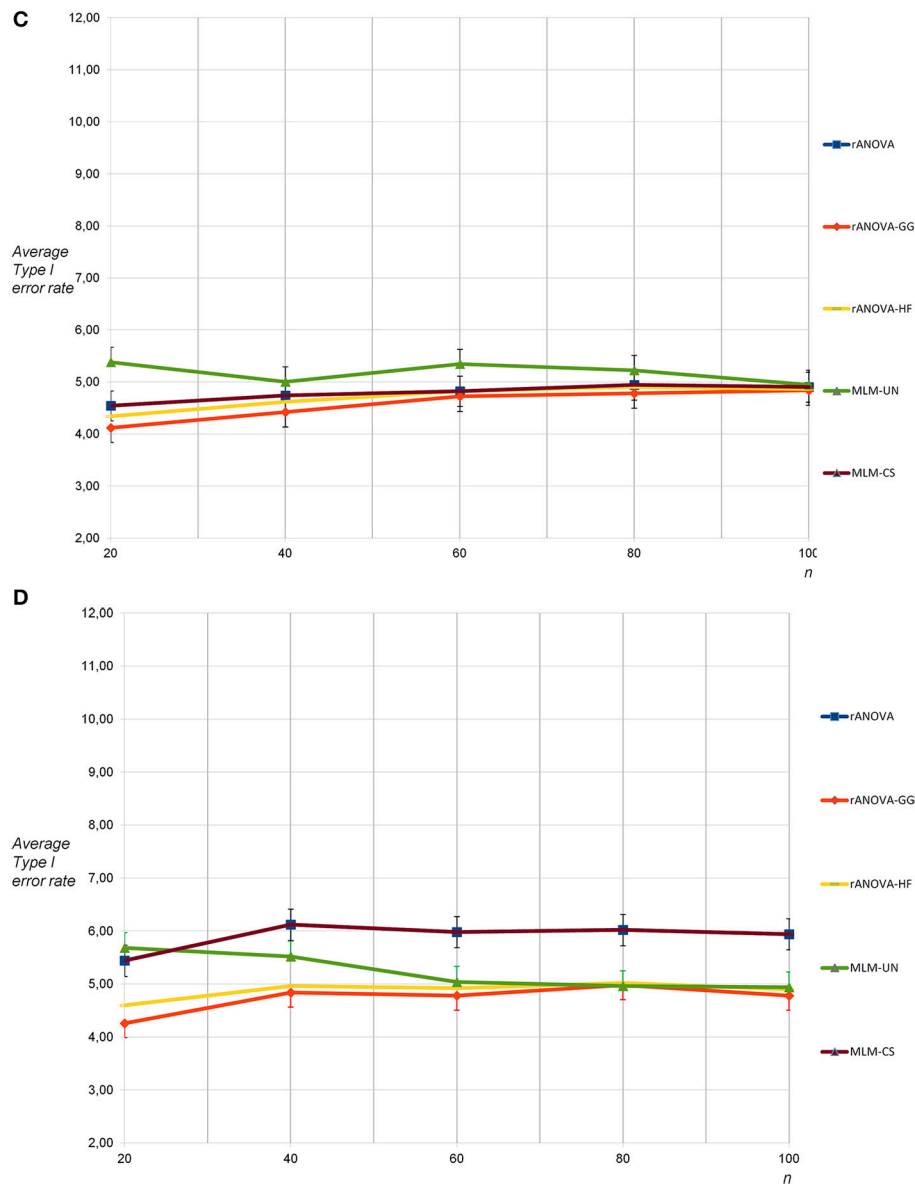 C
12,00
11,00
10,00
9,00
8,00
7,00
6,00
5,00
4,00
3,00
2,00
Average
Type I
error rate
20
40
60
80
100
n
rANOVA
rANOVA-GG
rANOVA-HF
MLM-UN
MLM-CS
D
12,00
11,00
10,00
9,00
8,00
7,00
6,00
5,00
4,00
3,00
2,00
Average
Type I
error rate
20
40
60
80
100
n
rANOVA
rANOVA-GG
rANOVA-HF
MLM-UN
MLM-CS